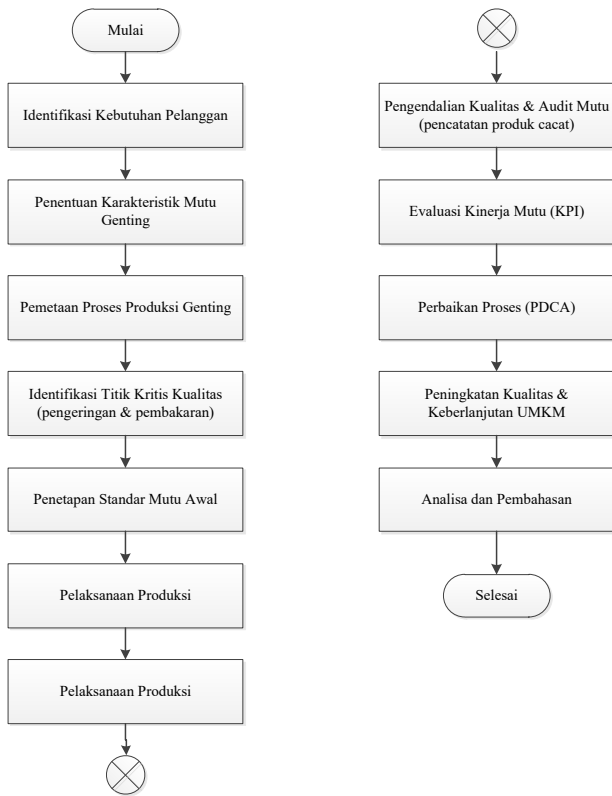 Mulai
Identifikasi Kebutuhan Pelanggan
Penentuan Karakteristik Mutu
Genting
Pemetaan Proses Produksi Genting
Identifikasi Titik Kritis Kualitas
(pengeringan & pembakaran)
Penetapan Standar Mutu Awal
Pelaksanaan Produksi
Pelaksanaan Produksi
Pengendalian Kualitas & Audit Mutu
(pencatatan produk cacat)
Evaluasi Kinerja Mutu (KPI)
Perbaikan Proses (PDCA)
Peningkatan Kualitas &
Keberlanjutan UMKM
Analisa dan Pembahasan
Selesai